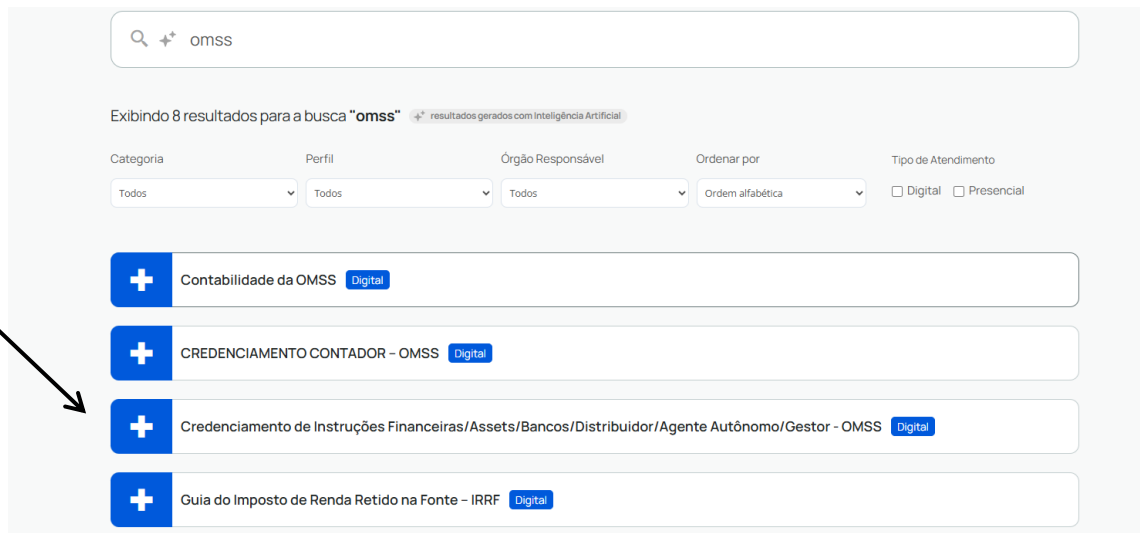 omss
Exibindo 8 resultados para a busca "omss" resultados gerados com Inteligência Artificial
Categoria Perfil Órgão Responsável Ordenar por Tipo de Atendimento
Todos Todos Todos Ordem alfabética Digital Presencial
Contabilidade da OMSS Digital
CREDENCIAMENTO CONTADOR – OMSS Digital
Credenciamento de Instruções Financeiras/Assets/Bancos/Distribuidor/Agente Autônomo/Gestor - OMSS Digital
Guia do Imposto de Renda Retido na Fonte – IRRF Digital